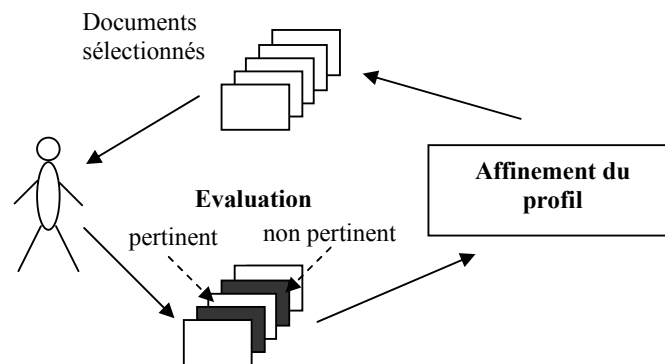 Documents
sélectionnés
Affinement du
profil
Evaluation
pertinent
non pertinent